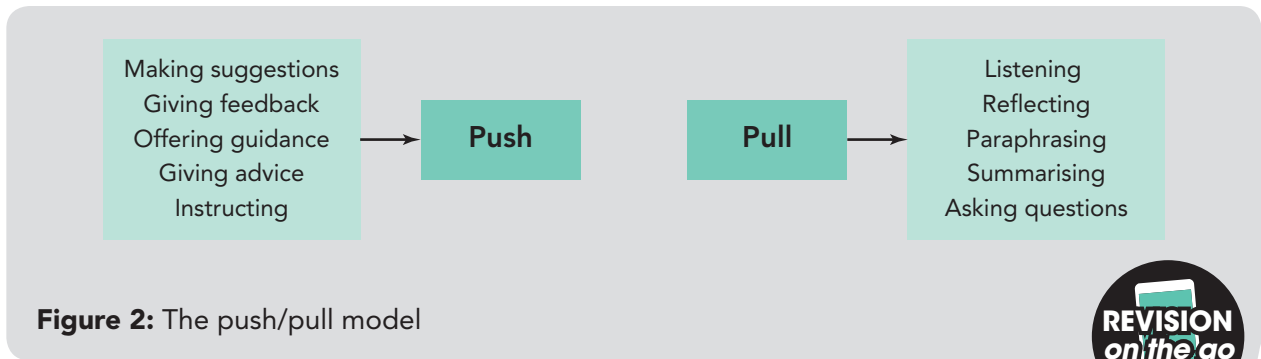 Making suggestions
Giving feedback
Offering guidance
Giving advice
Instructing
Push
Pull
Listening
Reflecting
Paraphrasing
Summarising
Asking questions
Figure 2: The push/pull model
REVISION
on the go